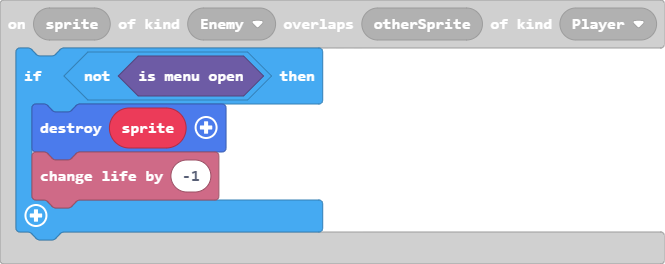 on sprite of kind Enemy overlaps otherSprite of kind Player
if not is menu open then
destroy sprite
change life by -1